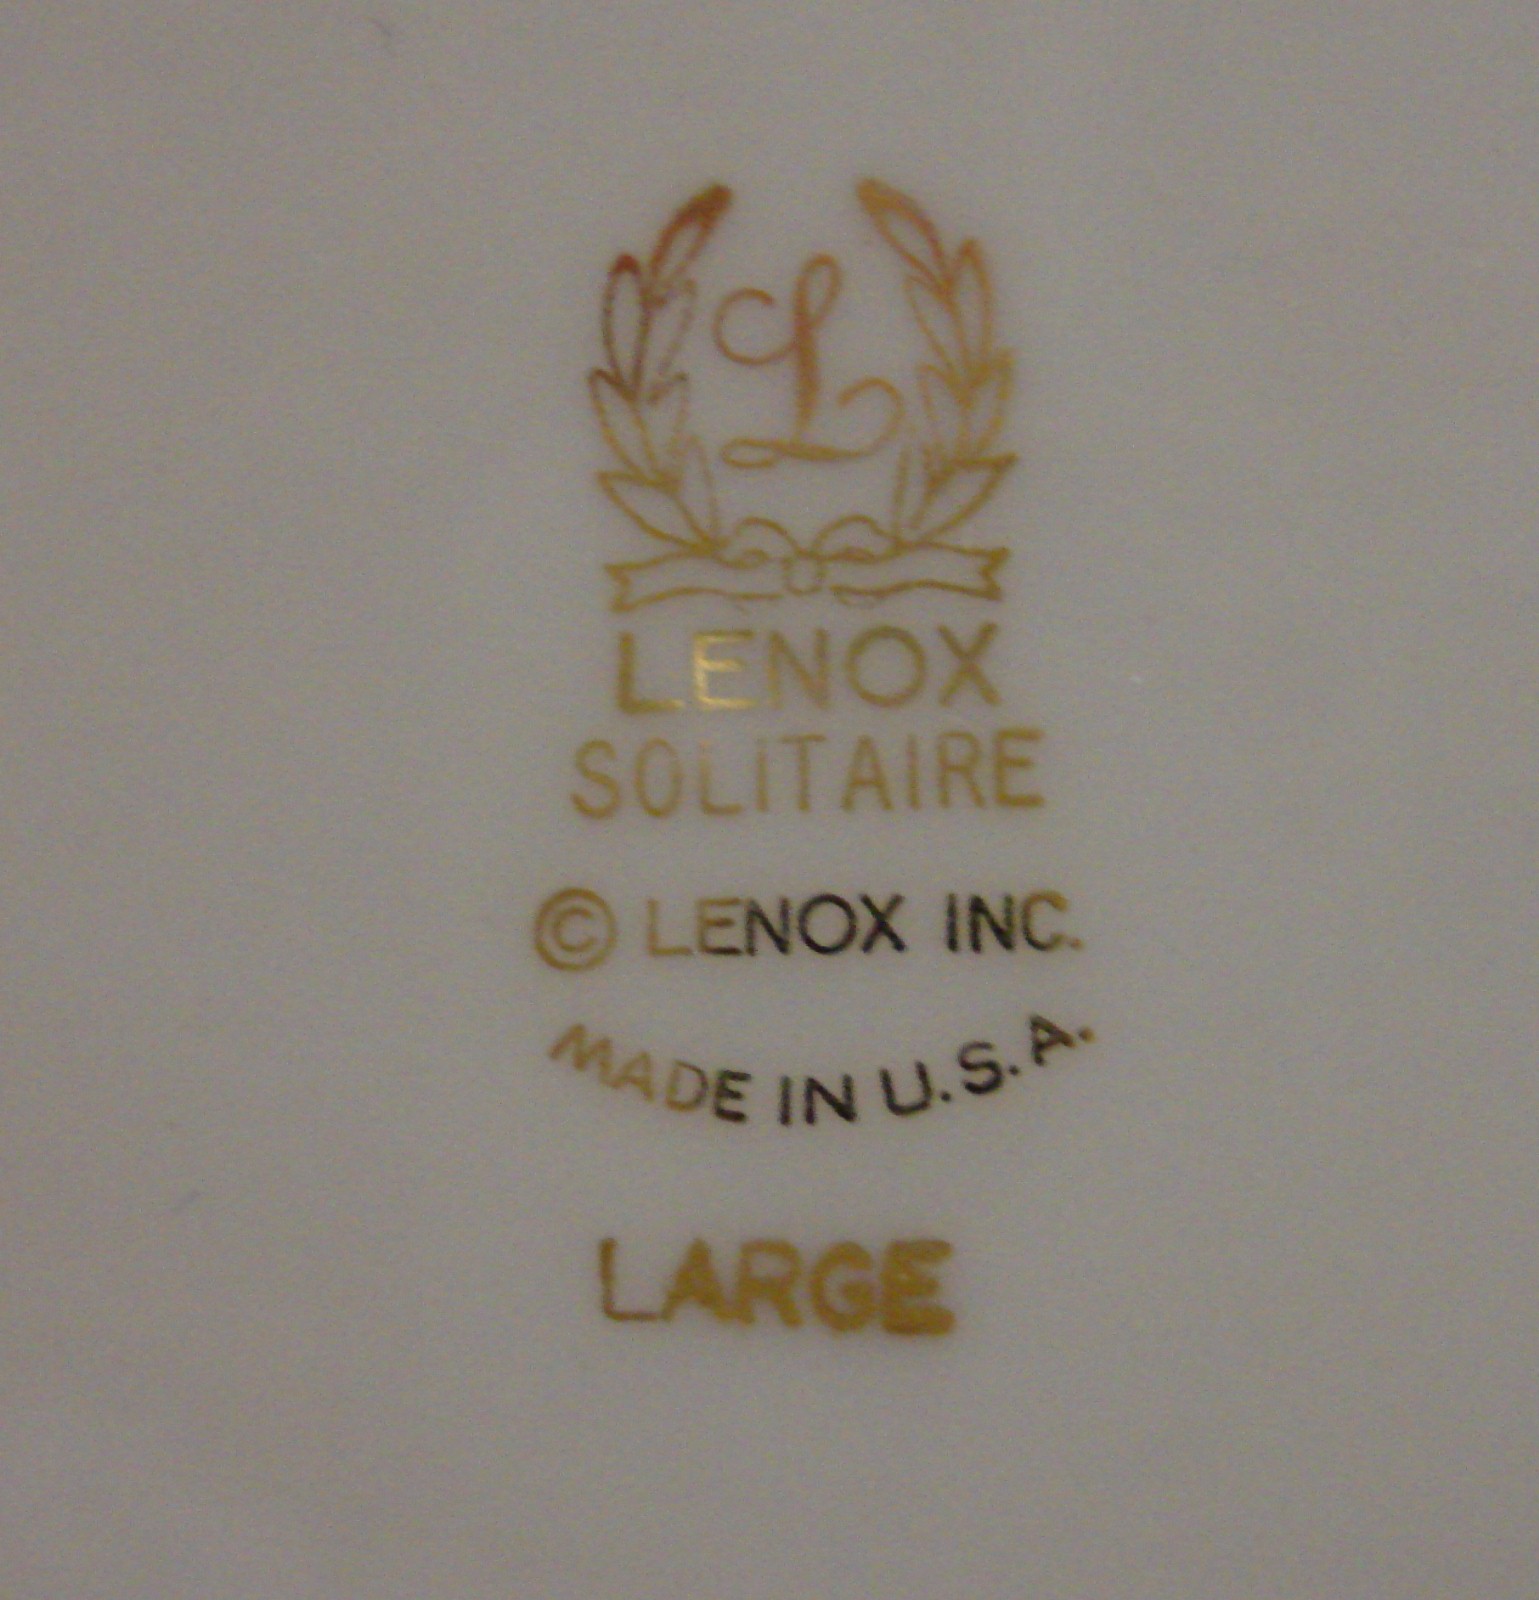 L
LENOX
SOLITAIRE
© LENOX INC.
MADE IN U.S.A.
LARGE